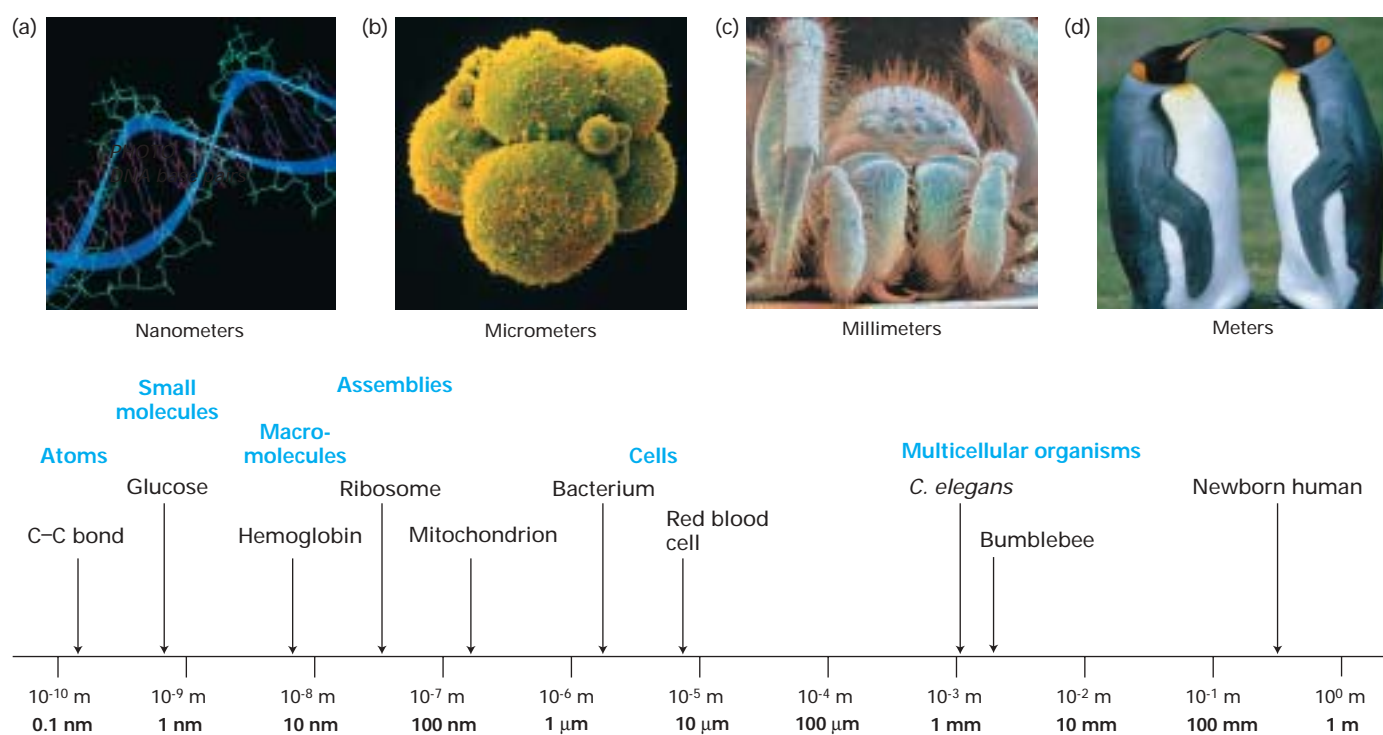 (a)
(b)
(c)
(d)
Nanometers
Micrometers
Millimeters
Meters
Small
molecules
Assemblies
Macro-
molecules
Atoms
Cells
Multicellular organisms
Glucose
Ribosome
Bacterium
C. elegans
Newborn human
C–C bond
Hemoglobin
Mitochondrion
Red blood
cell
Bumblebee
10⁻¹⁰ m
10⁻⁹ m
10⁻⁸ m
10⁻⁷ m
10⁻⁶ m
10⁻⁵ m
10⁻⁴ m
10⁻³ m
10⁻² m
10⁻¹ m
10⁰ m
0.1 nm
1 nm
10 nm
100 nm
1 μm
10 μm
100 μm
1 mm
10 mm
100 mm
1 m